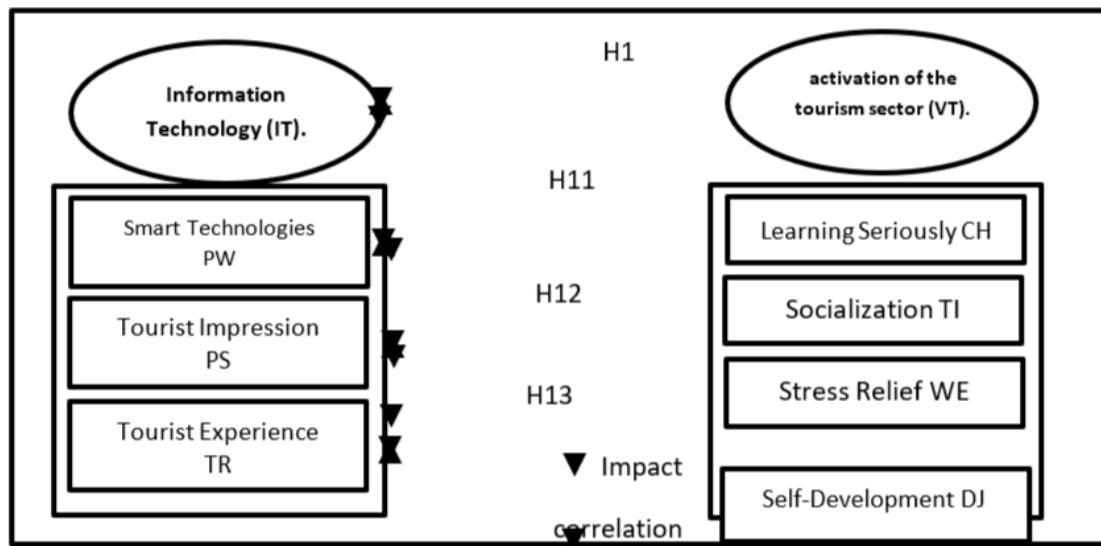 H1
Information
Technology (IT).
activation of the
tourism sector (VT).
H11
Smart Technologies
PW
Learning Seriously CH
H12
Tourist Impression
PS
Socialization TI
H13
Stress Relief WE
Tourist Experience
TR
Impact
Self-Development DJ
correlation